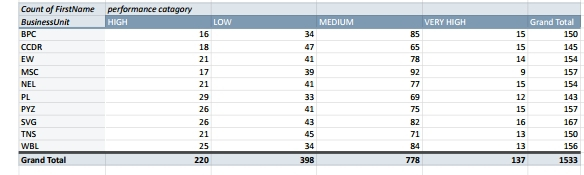 Count of FirstName performance catagory
BusinessUnit HIGH LOW MEDIUM VERY HIGH Grand Total
BPC 16 34 85 15 150
CCDR 18 47 65 15 145
EW 21 41 78 14 154
MSC 17 39 92 9 157
NEL 21 41 77 15 154
PL 29 33 69 12 143
PYZ 26 41 75 15 157
SVG 26 43 82 16 167
TNS 21 45 71 13 150
WBL 25 34 84 13 156
Grand Total 220 398 778 137 1533